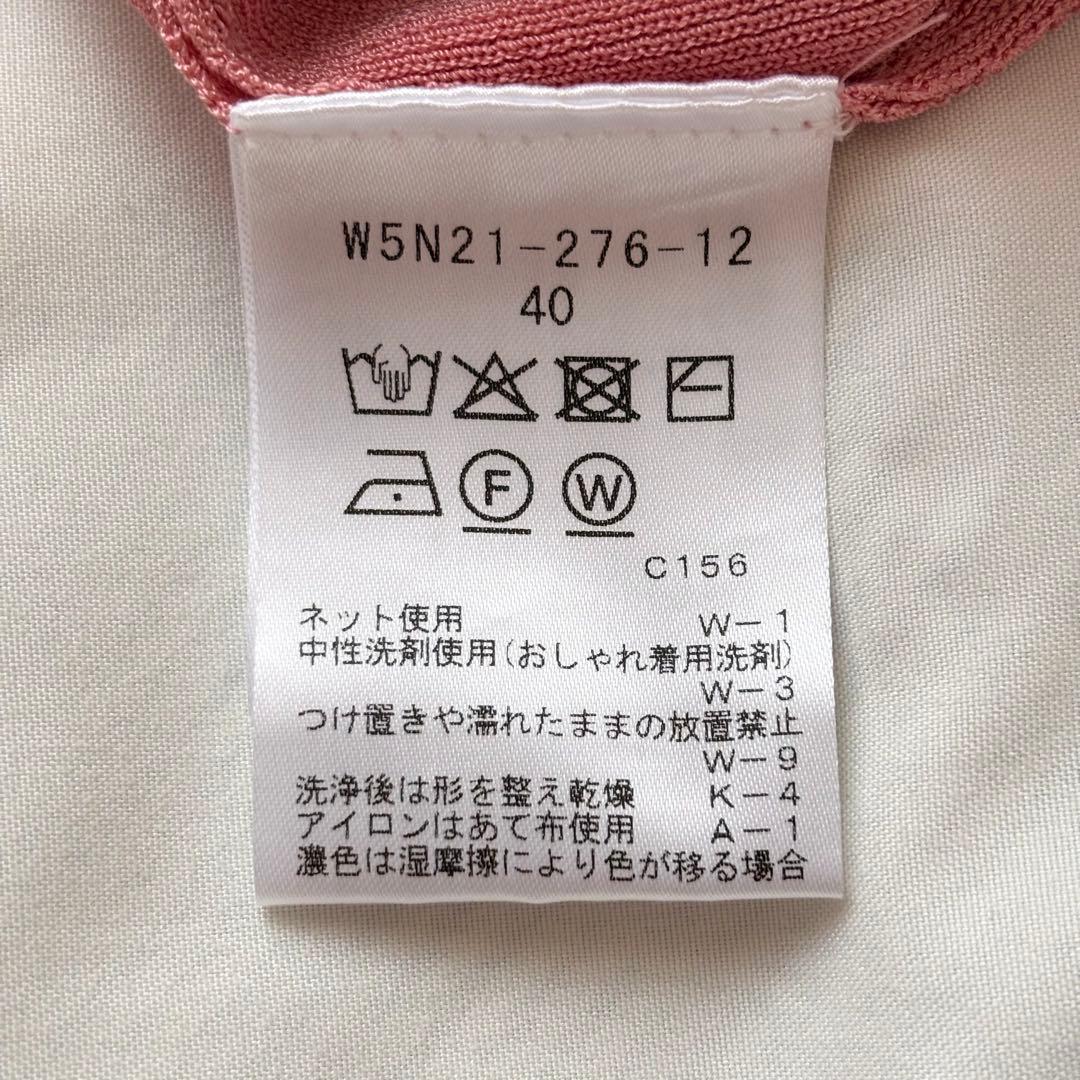 W5N21-276-12
40
F W
C156
ネット使用 W-1
中性洗剤使用(おしゃれ着用洗剤)
W-3
つけ置きや濡れたままの放置禁止
W-9
洗浄後は形を整え乾燥 K-4
アイロンはあて布使用 A-1
濃色は湿摩擦により色が移る場合